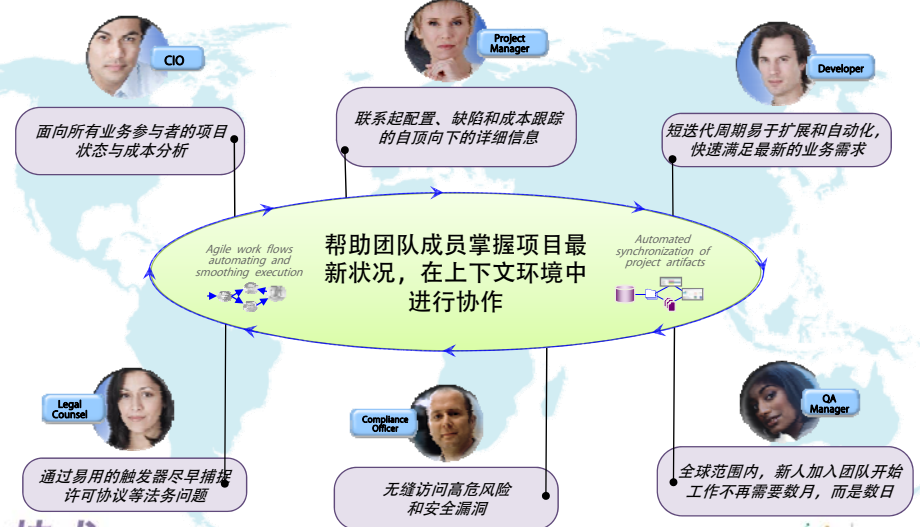 CIO
Project
Manager
Developer
面向所有业务参与者的项目
状态与成本分析
联系起配置、缺陷和成本跟踪
的自顶向下的详细信息
短迭代周期易于扩展和自动化，
快速满足最新的业务需求
Agile work flows
automating and
smoothing execution
帮助团队成员掌握项目最
新状况，在上下文环境中
进行协作
Automated
synchronization of
project artifacts
Legal
Counsel
Compliance
Officer
QA
Manager
通过易用的触发器尽早捕捉
许可协议等法务问题
无缝访问高危风险
和安全漏洞
全球范围内，新人加入团队开始
工作不再需要数月，而是数日